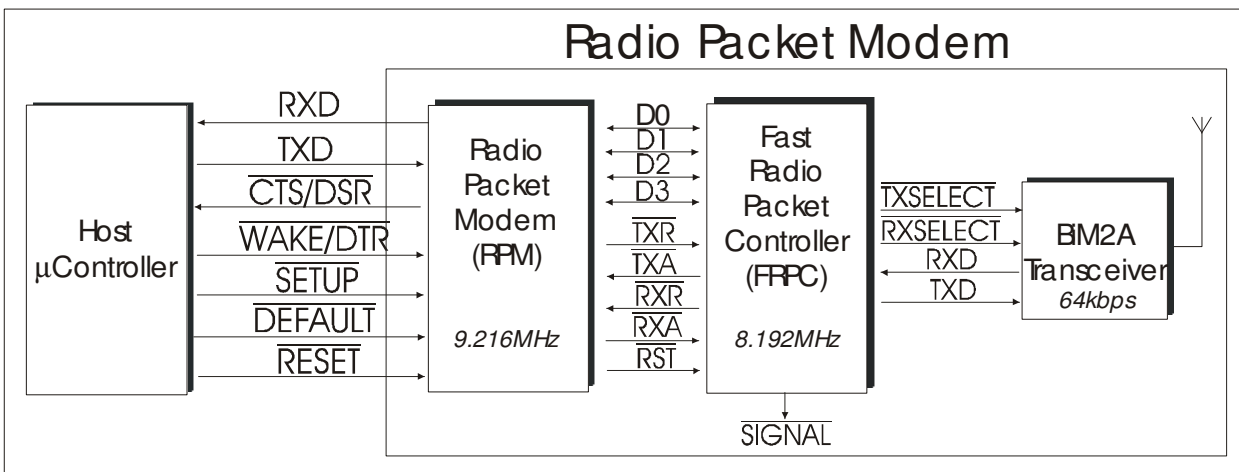 Radio Packet Modem
Host
µController
RXD
TXD
CTS/DSR
WAKE/DTR
SETUP
DEFAULT
RESET
Radio
Packet
Modem
(RPM)
9.216MHz
D0
D1
D2
D3
TXR
TXA
RXR
RXA
RST
Fast
Radio
Packet
Controller
(FRPC)
8.192MHz
SIGNAL
TXSELECT
RXSELECT
RXD
TXD
BiM2A
Transceiver
64kbps